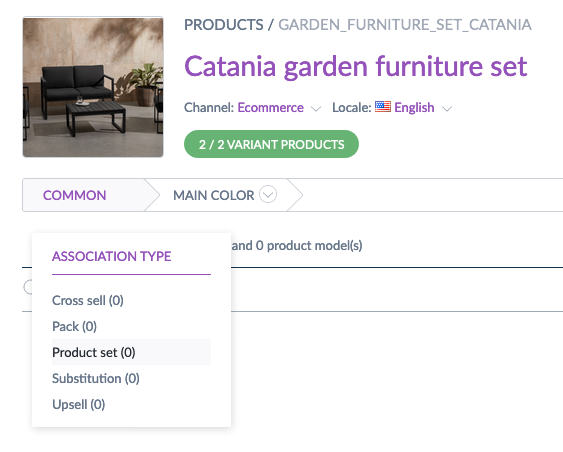 PRODUCTS / GARDEN_FURNITURE_SET_CATANIA
Catania garden furniture set
Channel: Ecommerce Locale: English
2 / 2 VARIANT PRODUCTS
COMMON MAIN COLOR
and 0 product model(s)
ASSOCIATION TYPE
Cross sell (0)
Pack (0)
Product set (0)
Substitution (0)
Upsell (0)